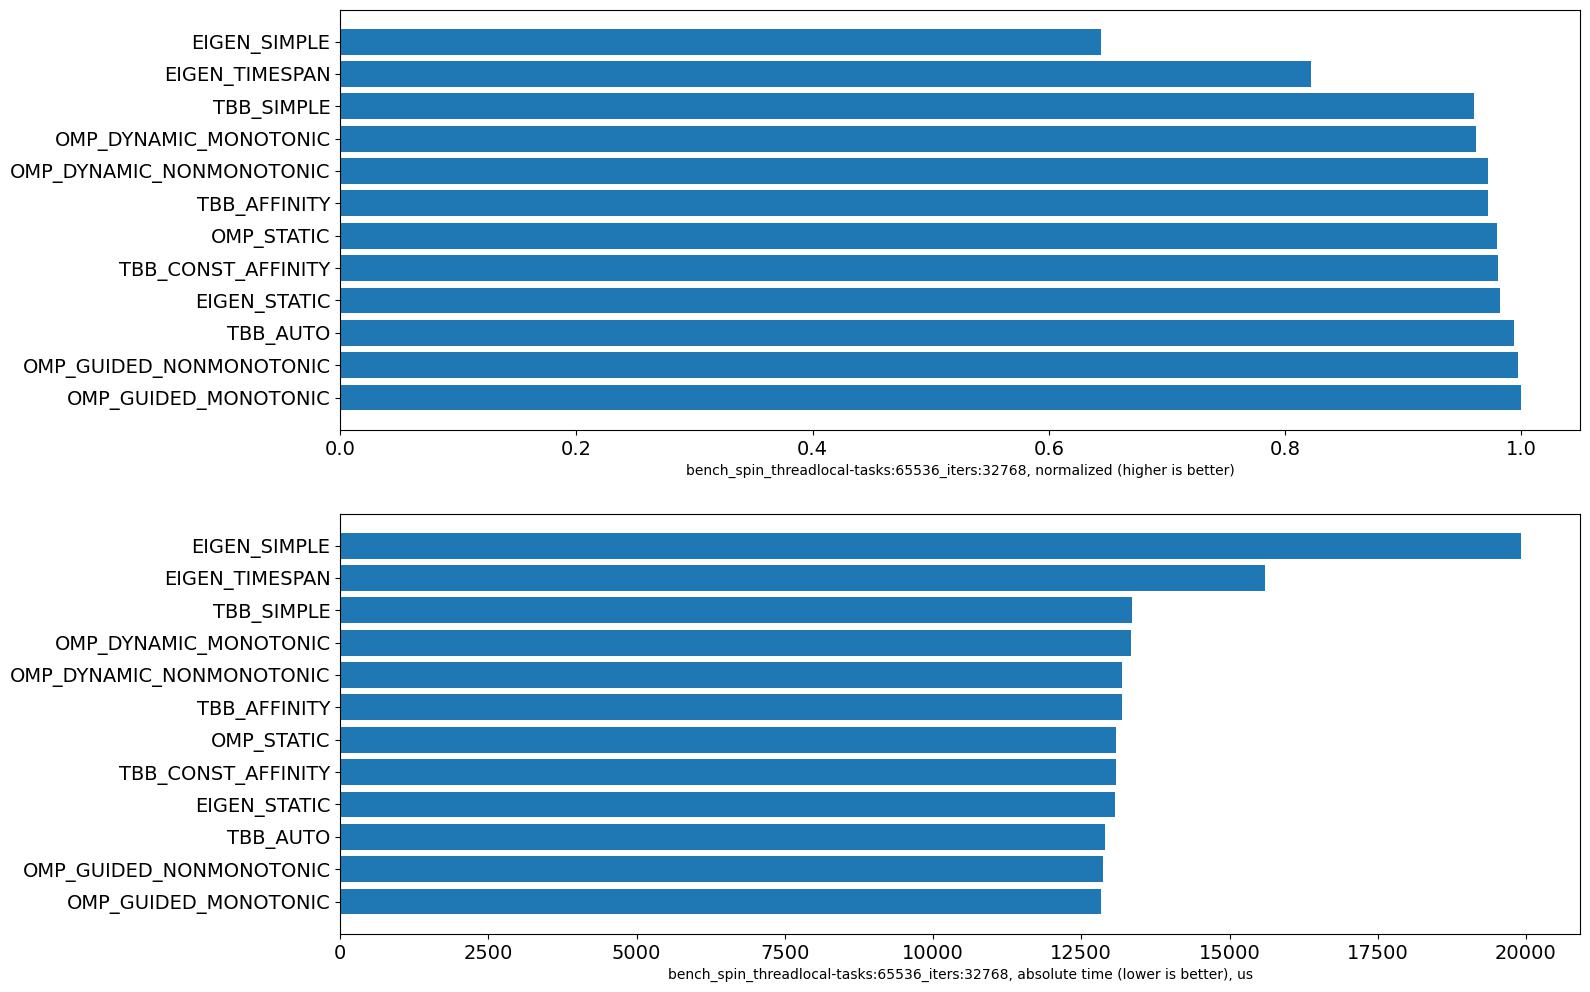 EIGEN_SIMPLE
EIGEN_TIMESPAN
TBB_SIMPLE
OMP_DYNAMIC_MONOTONIC
OMP_DYNAMIC_NONMONOTONIC
TBB_AFFINITY
OMP_STATIC
TBB_CONST_AFFINITY
EIGEN_STATIC
TBB_AUTO
OMP_GUIDED_NONMONOTONIC
OMP_GUIDED_MONOTONIC
0.0 0.2 0.4 0.6 0.8 1.0
bench_spin_threadlocal-tasks:65536_iters:32768, normalized (higher is better)
EIGEN_SIMPLE
EIGEN_TIMESPAN
TBB_SIMPLE
OMP_DYNAMIC_MONOTONIC
OMP_DYNAMIC_NONMONOTONIC
TBB_AFFINITY
OMP_STATIC
TBB_CONST_AFFINITY
EIGEN_STATIC
TBB_AUTO
OMP_GUIDED_NONMONOTONIC
OMP_GUIDED_MONOTONIC
0 2500 5000 7500 10000 12500 15000 17500 20000
bench_spin_threadlocal-tasks:65536_iters:32768, absolute time (lower is better), us